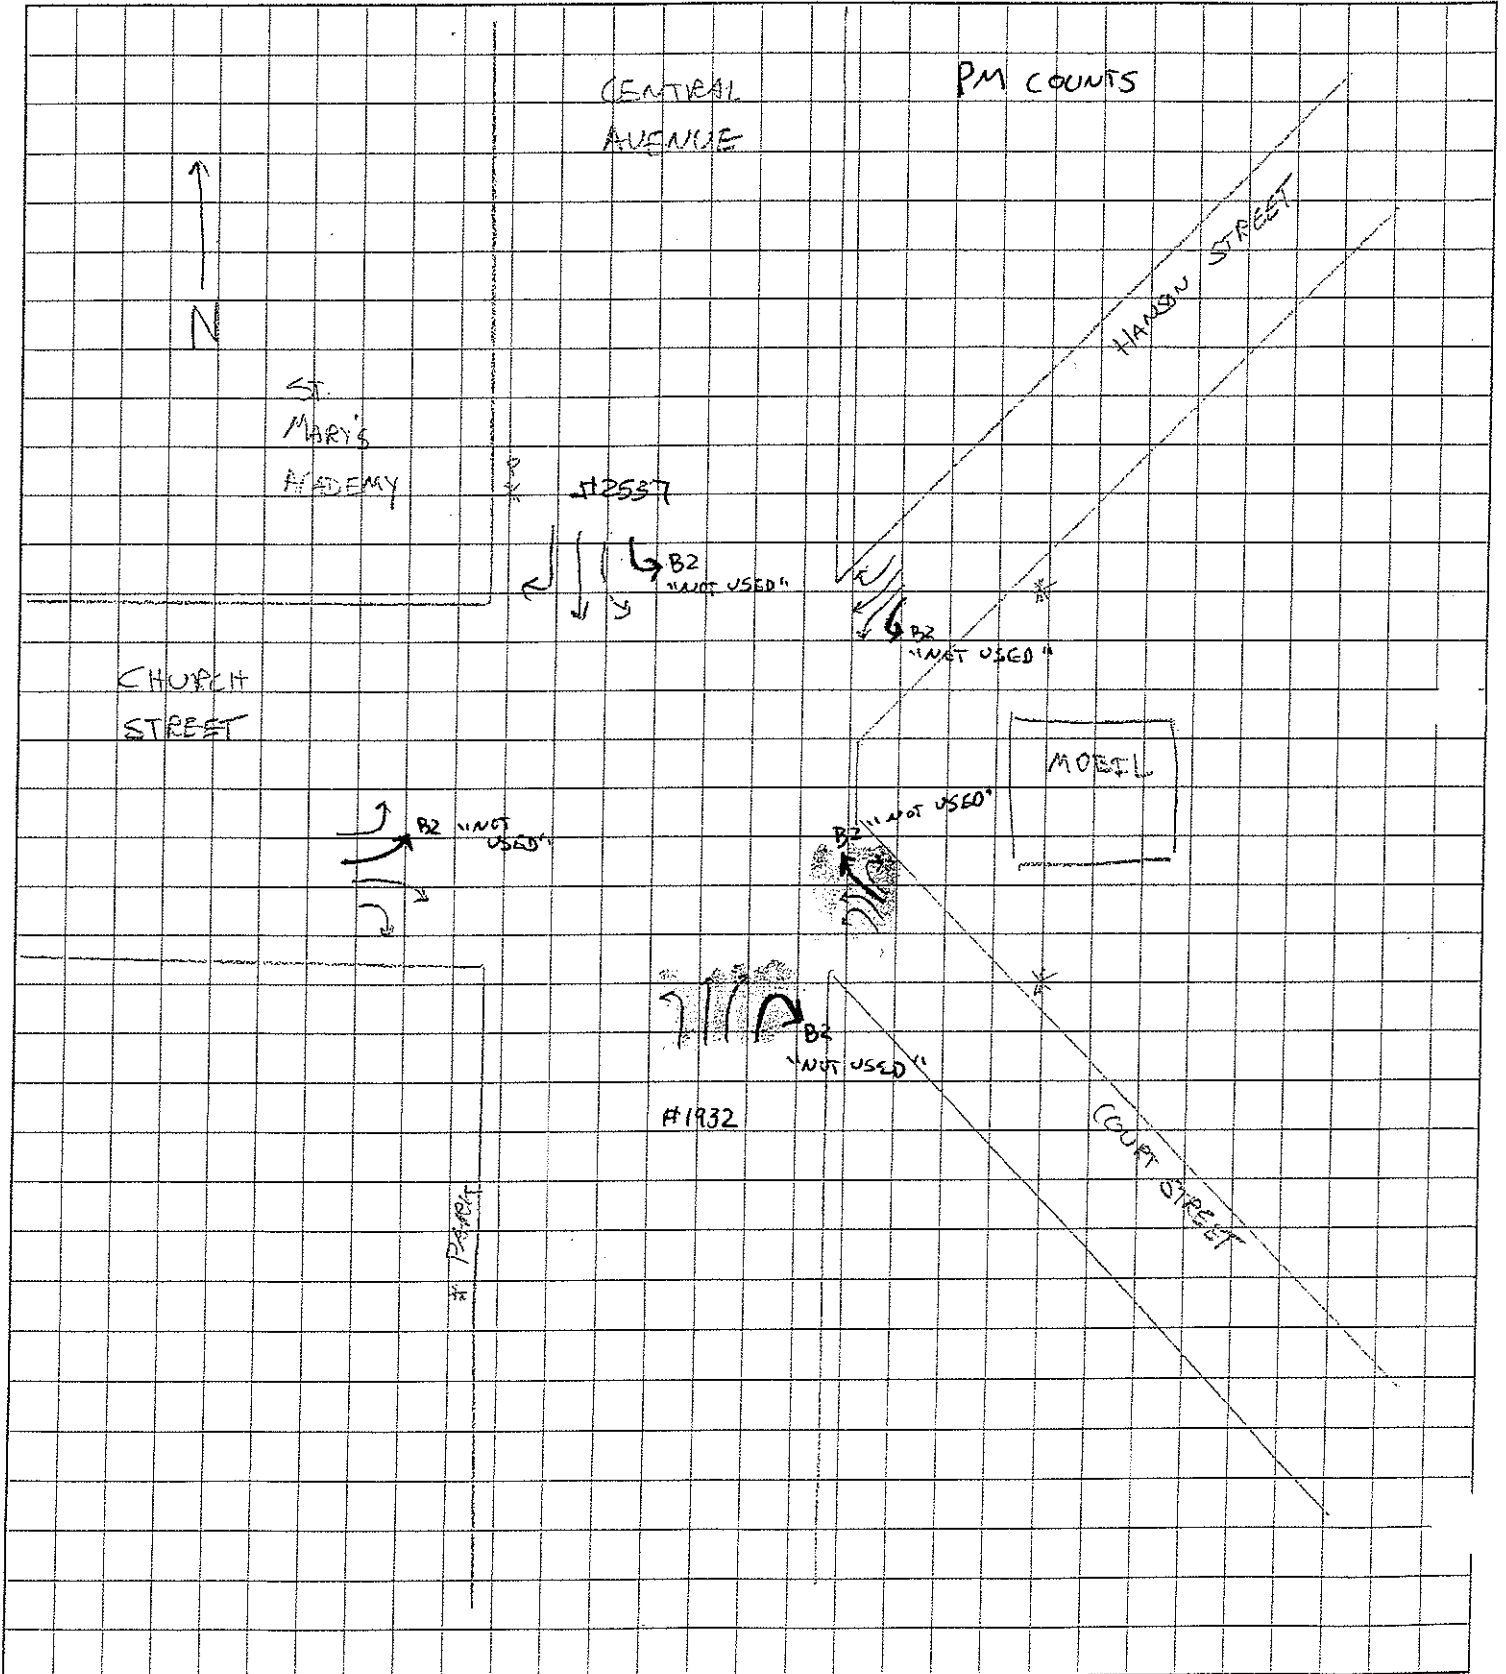 CENTRAL
AVENUE
PM COUNTS
HANSON STREET
N
ST.
MARY'S
ACADEMY
#2537
B2
"NOT USED"
B2
"NOT USED"
CHURCH
STREET
MOBIL
B2 "NOT
USED"
"NOT USED"
B2
B2
"NOT USED"
#1932
COURT STREET
* PARK